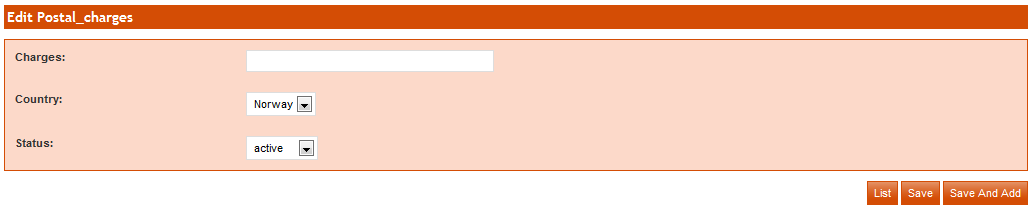 Edit Postal_charges
Charges:
Country: Norway
Status: active
List Save Save And Add